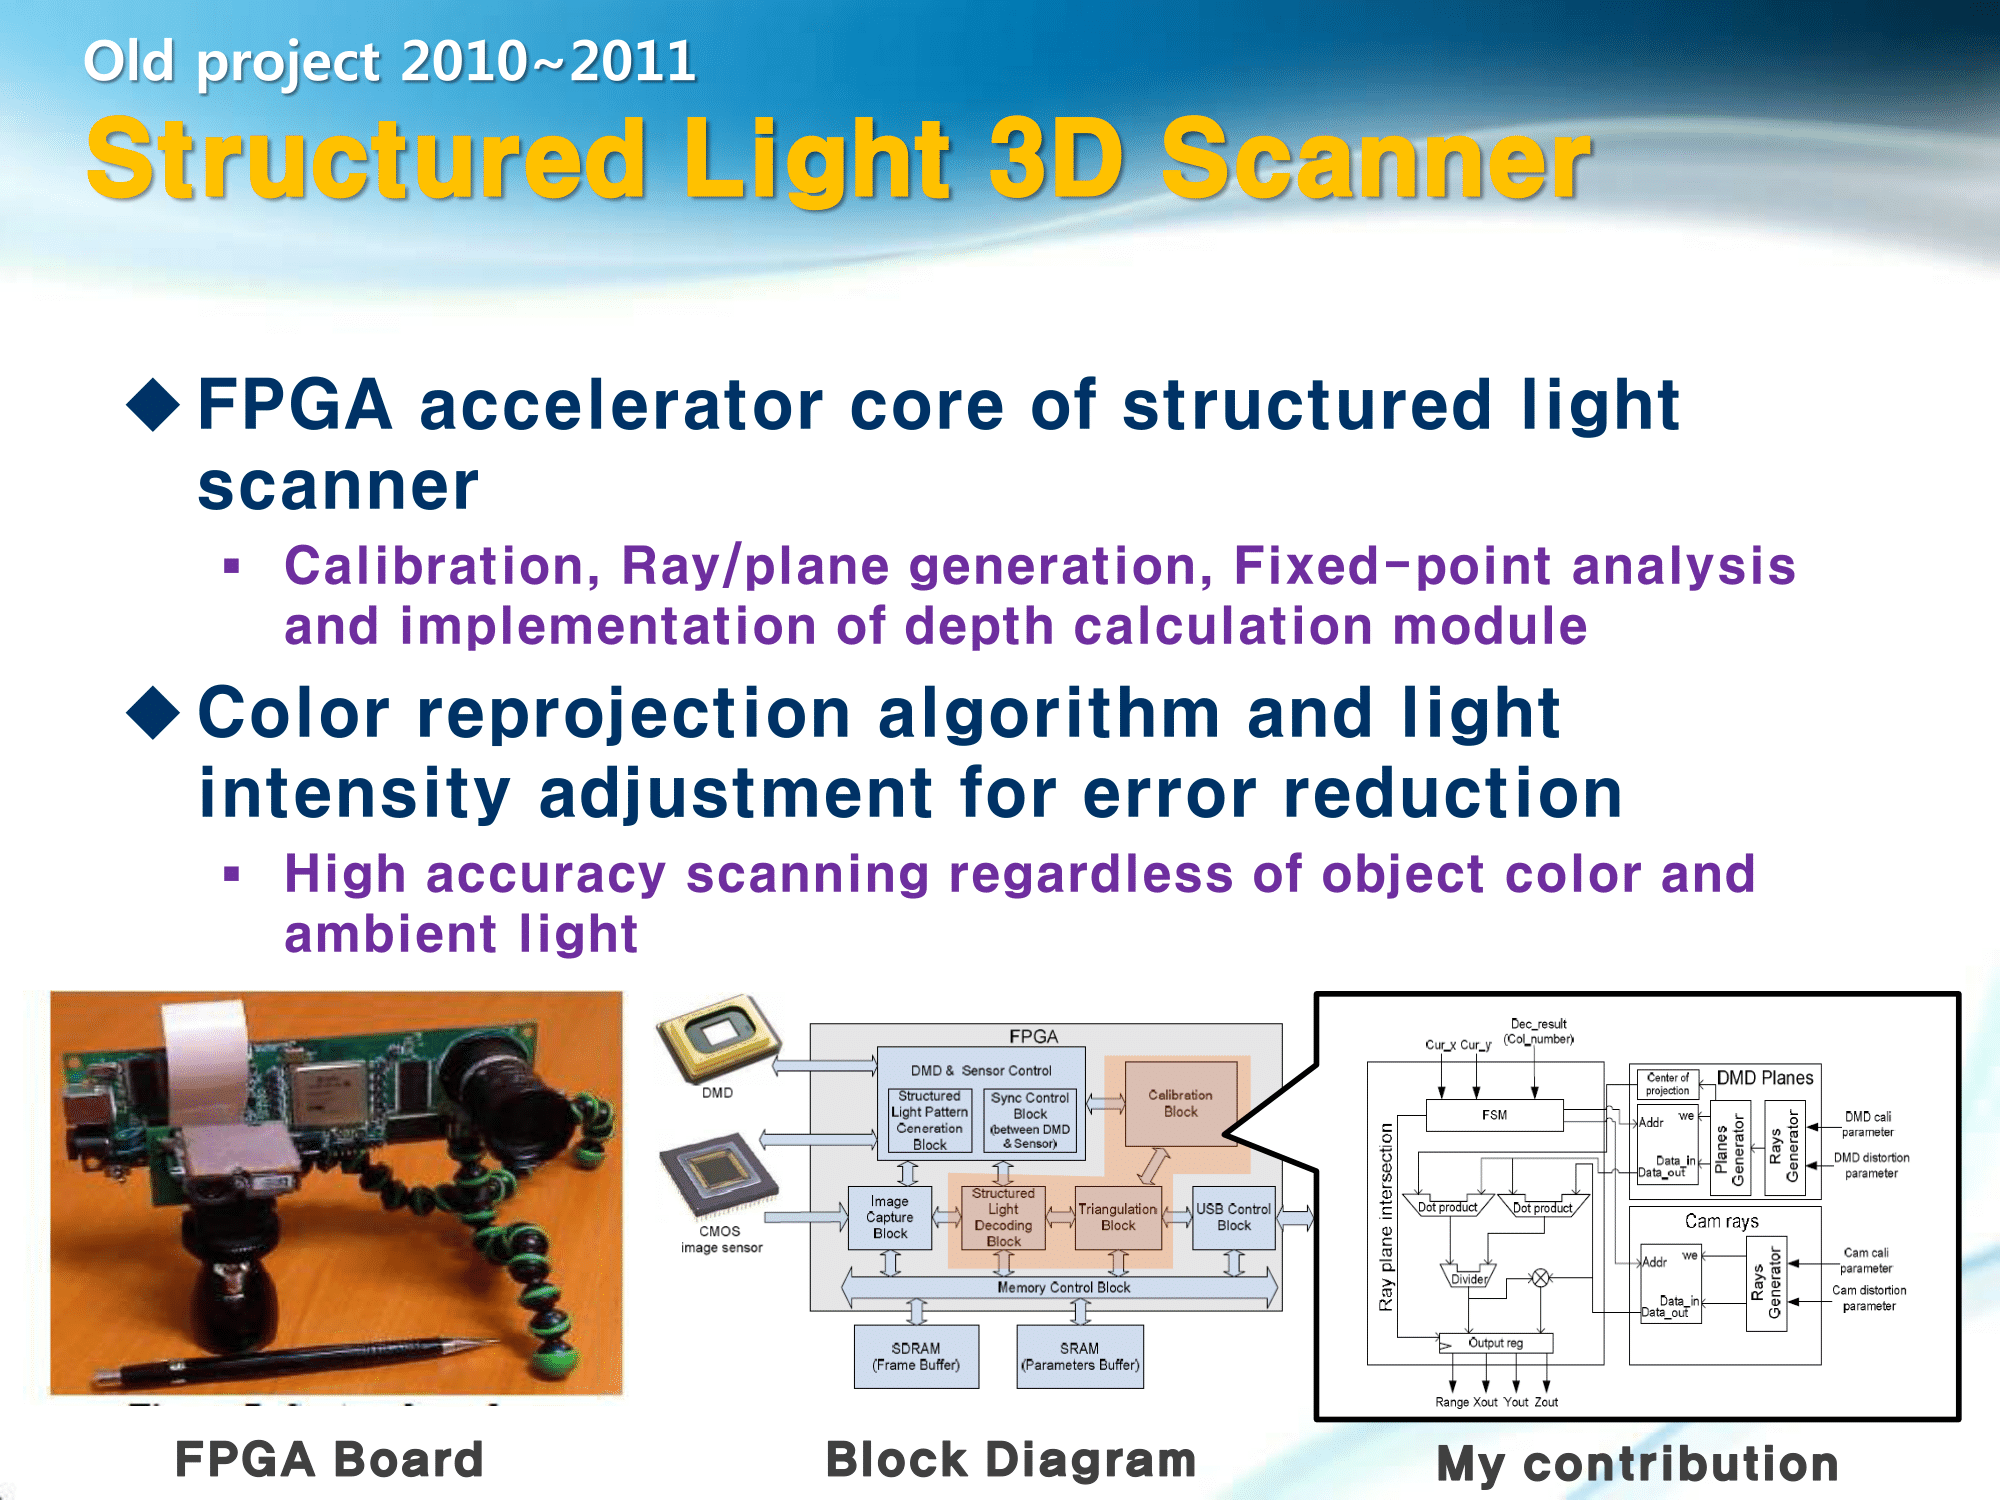 Old project 2010~2011
Structured Light 3D Scanner
FPGA accelerator core of structured light
scanner
Calibration, Ray/plane generation, Fixed-point analysis
and implementation of depth calculation module
Color reprojection algorithm and light
intensity adjustment for error reduction
High accuracy scanning regardless of object color and
ambient light
FPGA Board
DMD
CMOS
image sensor
FPGA
DMD & Sensor Control
Structured
Light Pattern
Generation
Block
Sync Control
Block
(between DMD
& Sensor)
Calibration
Block
Image
Capture
Block
Structured
Light
Decoding
Block
Triangulation
Block
USB Control
Block
Memory Control Block
SDRAM
(Frame Buffer)
SRAM
(Parameters Buffer)
Block Diagram
Cur_x Cur_y
Dec_result
(Col_number)
FSM
Ray plane intersection
Dot product
Dot product
Divider
Output reg
Range Xout Yout Zout
Center of
projection
DMD Planes
Addr
we
Data_in
Data_out
Planes
Generator
Rays
Generator
DMD cali
parameter
DMD distortion
parameter
Cam rays
Addr
we
Data_in
Data_out
Rays
Generator
Cam cali
parameter
Cam distortion
parameter
My contribution